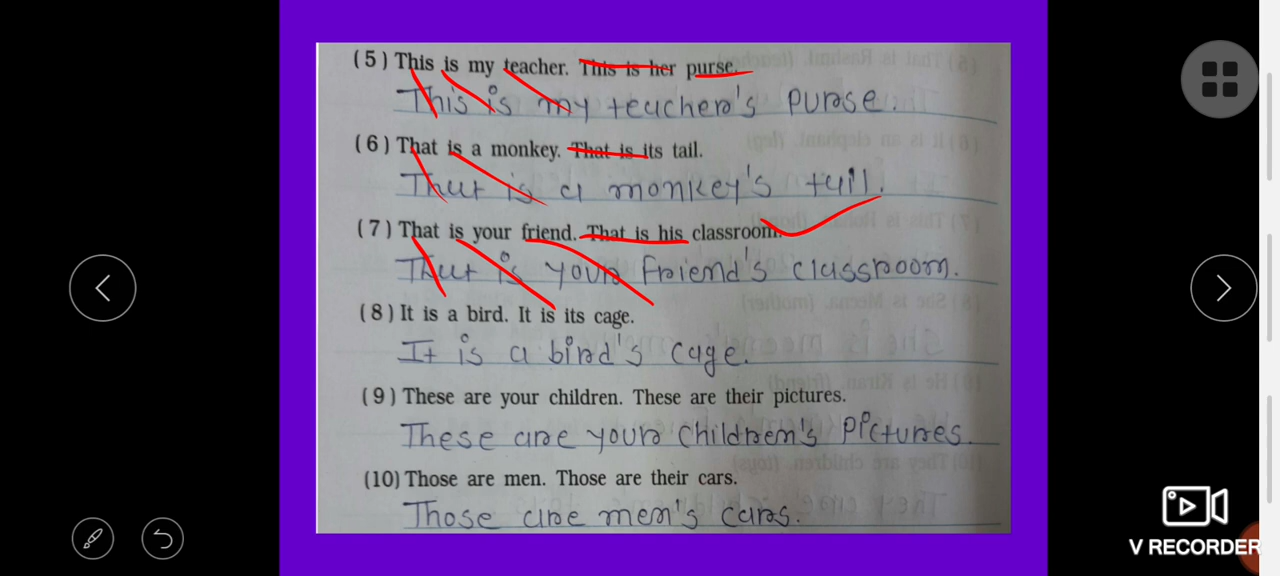 (5) This is my teacher. This is her purse.
This is my teacher's purse.
(6) That is a monkey. That is its tail.
That is a monkey's tail.
(7) That is your friend. That is his classroom.
That is your friend's classroom.
(8) It is a bird. It is its cage.
It is a bird's cage.
(9) These are your children. These are their pictures.
These are your children's pictures.
(10) Those are men. Those are their cars.
Those are men's cars.
V RECORDER